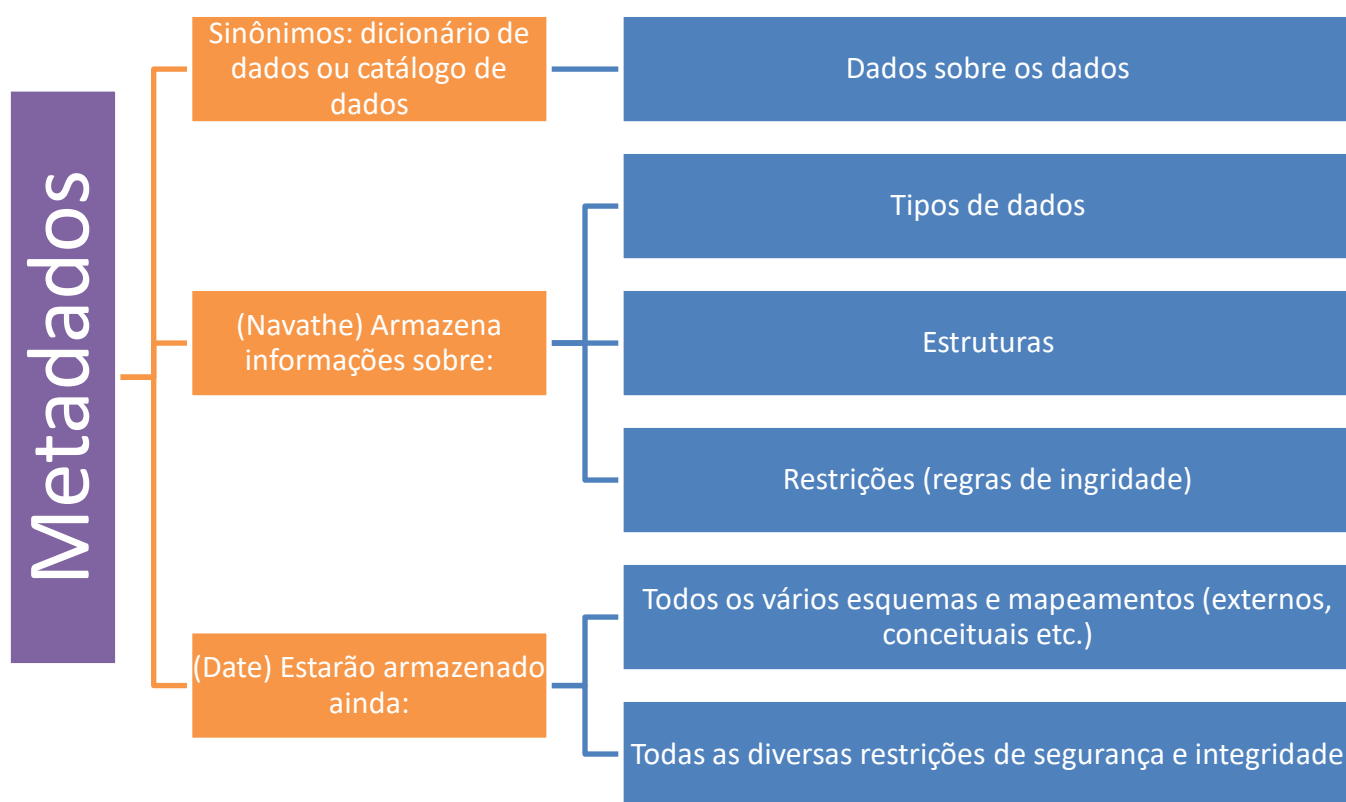 Metadados
Sinônimos: dicionário de
dados ou catálogo de
dados
Dados sobre os dados
(Navathe) Armazena
informações sobre:
Tipos de dados
Estruturas
Restrições (regras de ingridade)
(Date) Estarão armazenado
ainda:
Todos os vários esquemas e mapeamentos (externos,
conceituais etc.)
Todas as diversas restrições de segurança e integridade